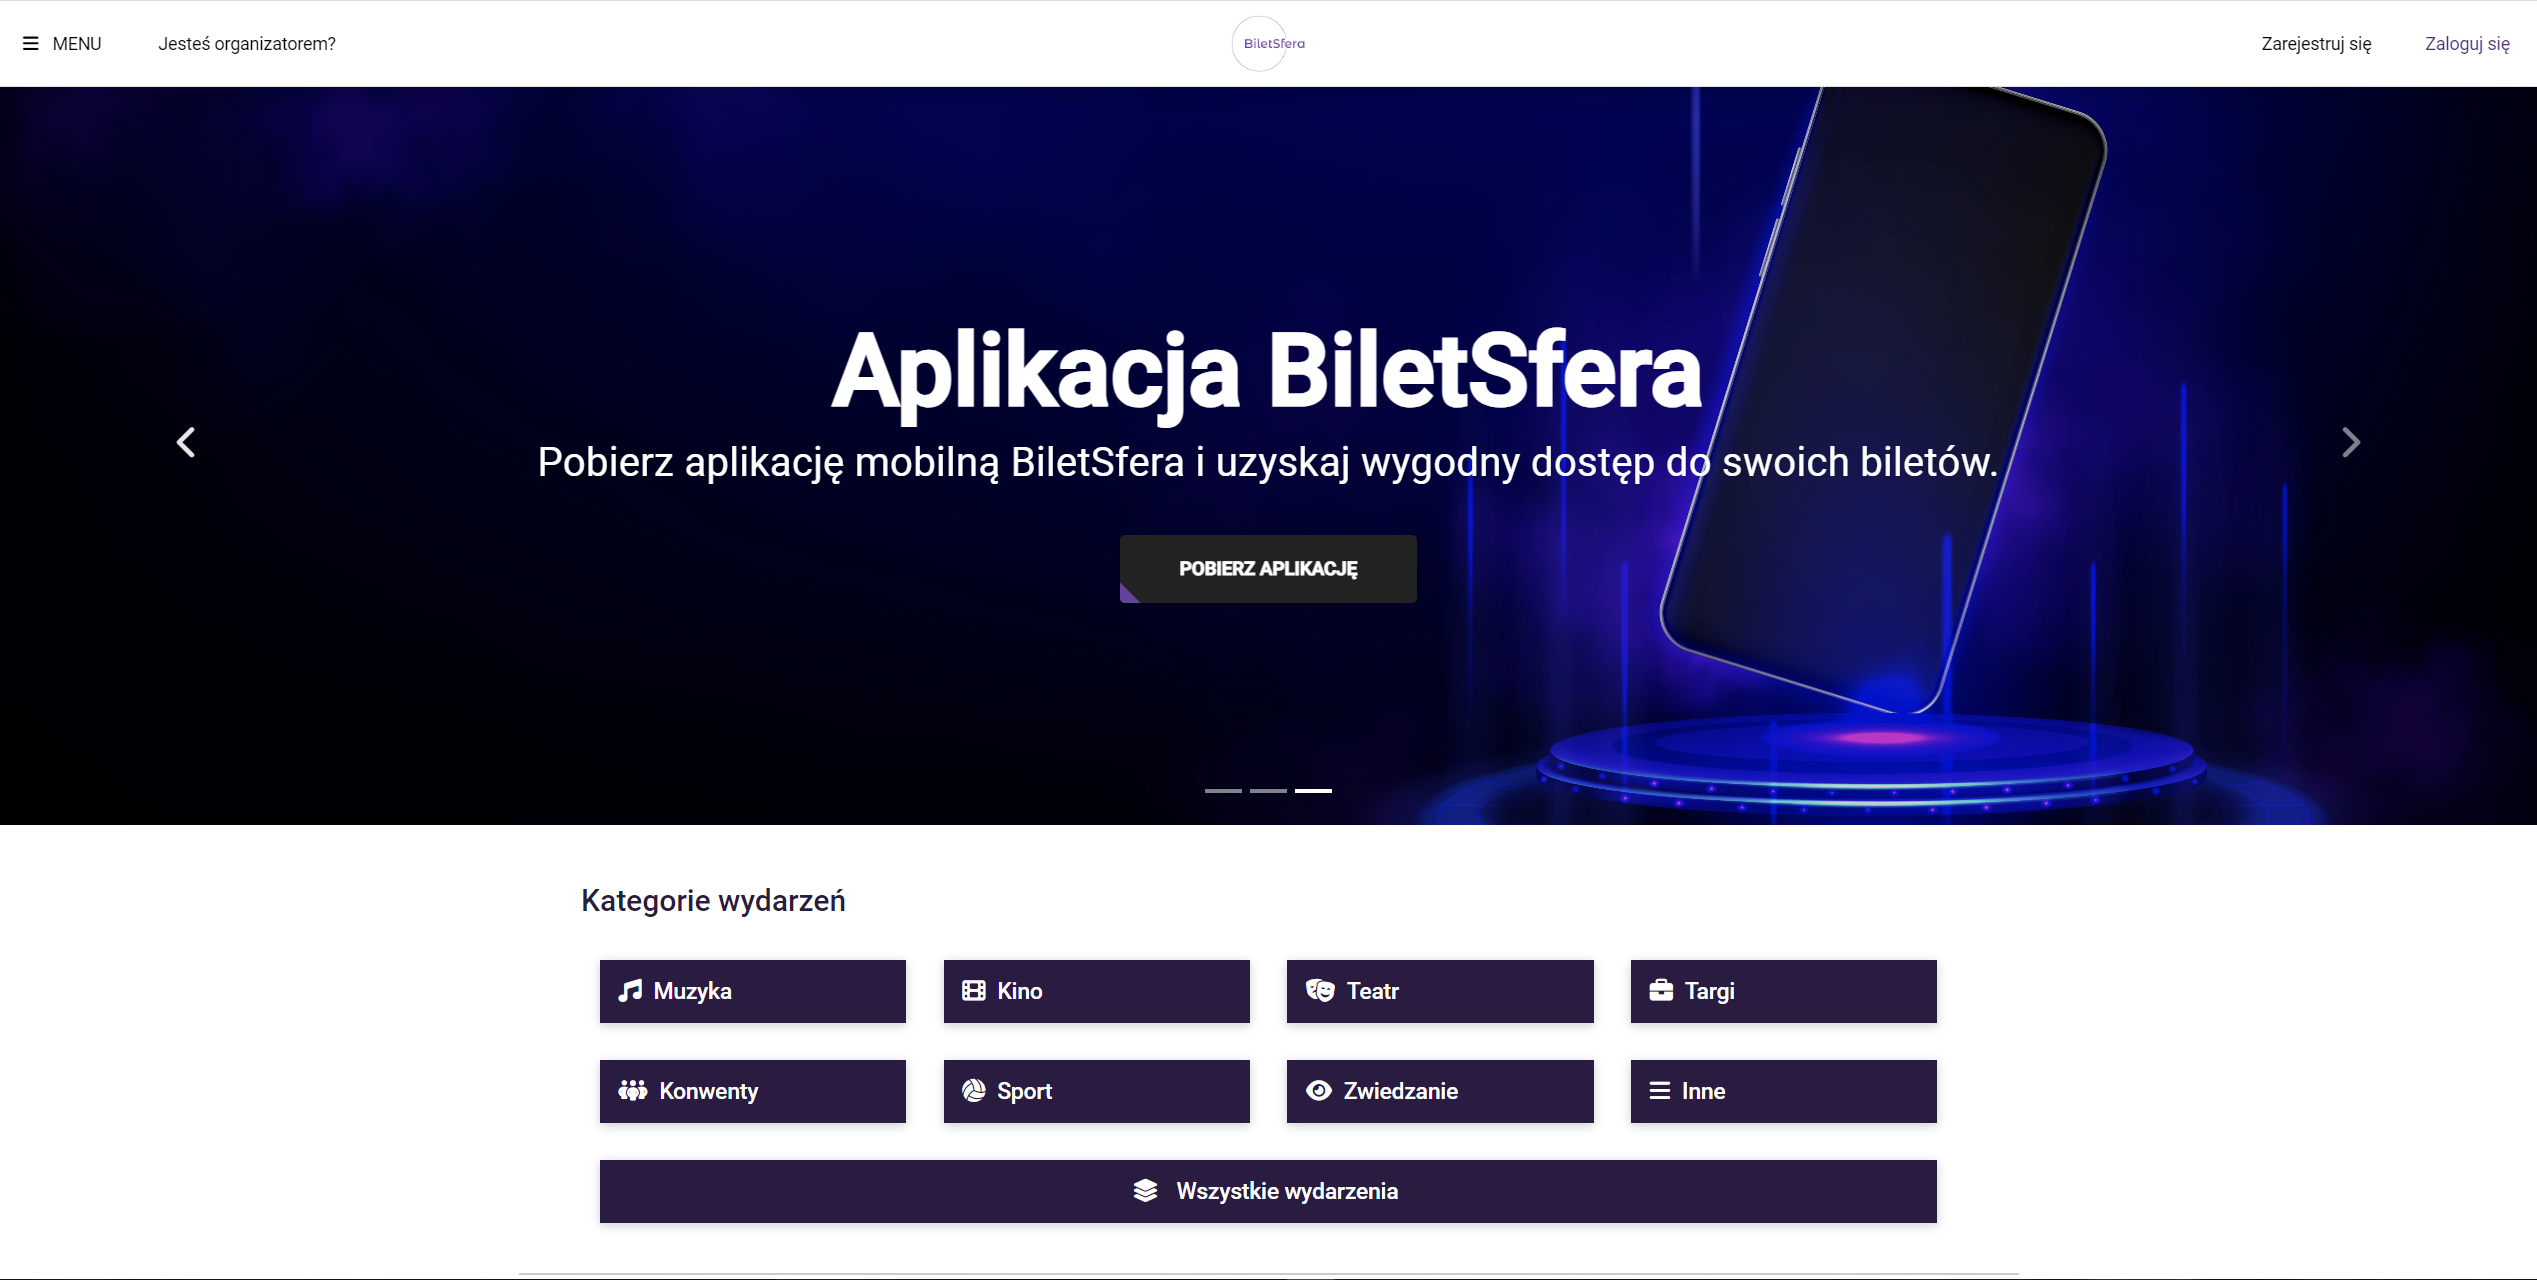 MENU
Jesteś organizatorem?
BiletSfera
Zarejestruj się
Zaloguj się
Aplikacja BiletSfera
Pobierz aplikację mobilną BiletSfera i uzyskaj wygodny dostęp do swoich biletów.
POBIERZ APLIKACJĘ
Kategorie wydarzeń
Muzyka
Kino
Teatr
Targi
Konwenty
Sport
Zwiedzanie
Inne
Wszystkie wydarzenia